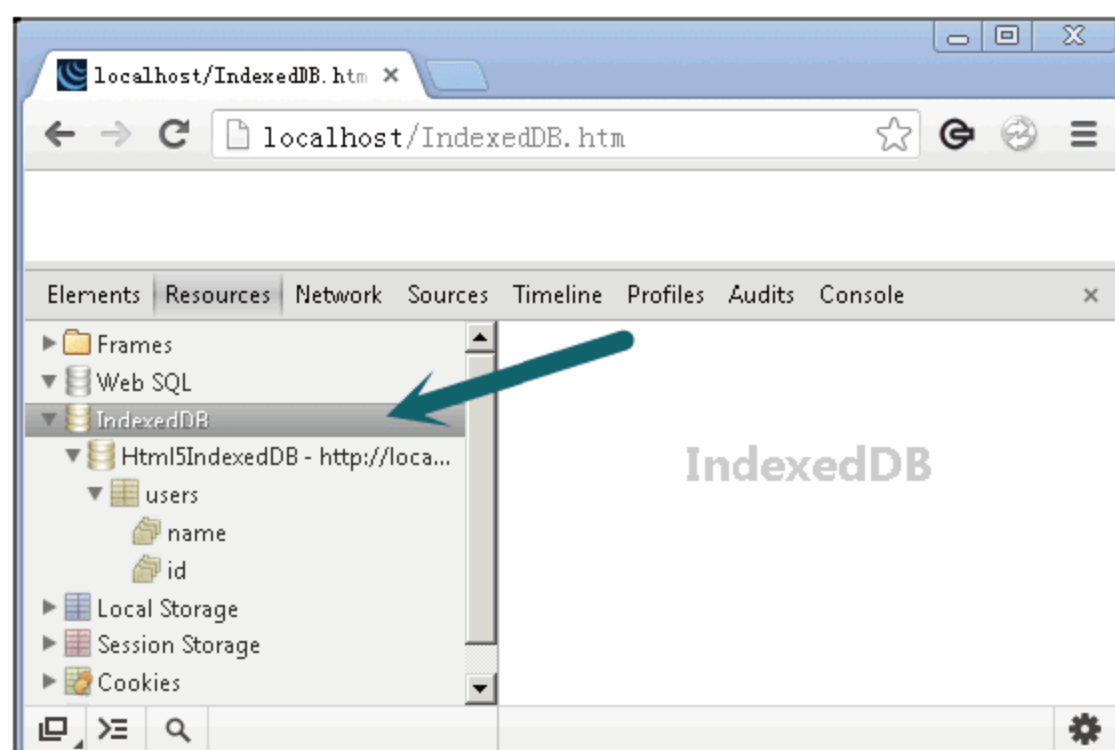 localhost/IndexedDB.htm
localhost/IndexedDB.htm
Elements Resources Network Sources Timeline Profiles Audits Console
Frames
Web SQL
IndexedDB
Html5IndexedDB - http://loca...
IndexedDB
users
name
id
Local Storage
Session Storage
Cookies